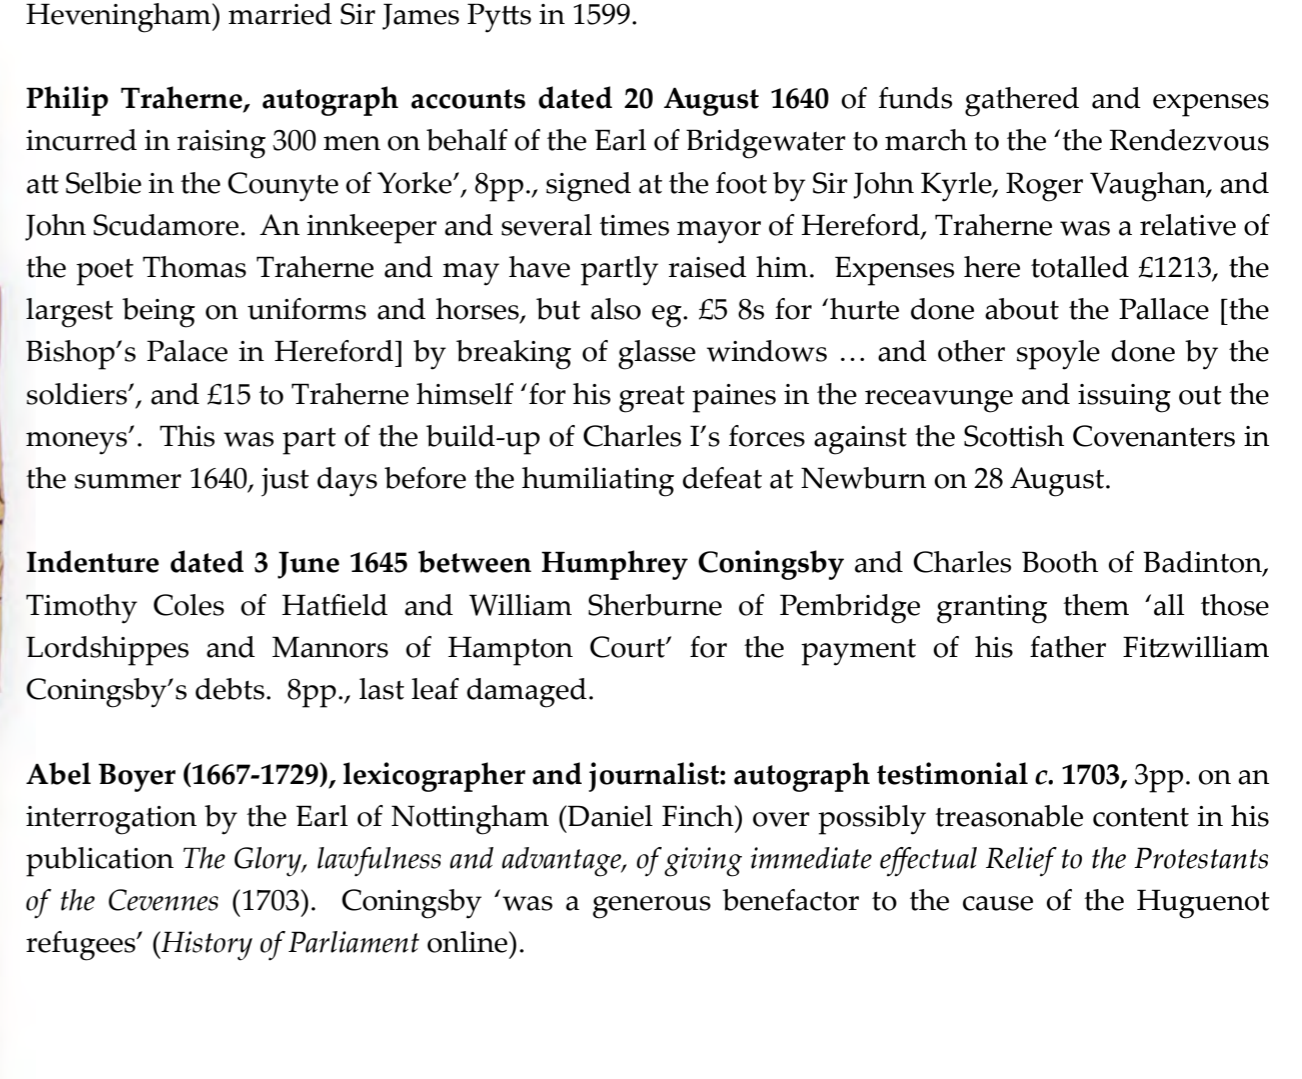 Heveningham) married Sir James Pytts in 1599.
Philip Traherne, autograph accounts dated 20 August 1640 of funds gathered and expenses
incurred in raising 300 men on behalf of the Earl of Bridgewater to march to the ‘the Rendezvous
att Selbie in the Counyte of Yorke’, 8pp., signed at the foot by Sir John Kyrle, Roger Vaughan, and
John Scudamore. An innkeeper and several times mayor of Hereford, Traherne was a relative of
the poet Thomas Traherne and may have partly raised him. Expenses here totalled £1213, the
largest being on uniforms and horses, but also eg. £5 8s for ‘hurte done about the Pallace [the
Bishop’s Palace in Hereford] by breaking of glasse windows … and other spoyle done by the
soldiers’, and £15 to Traherne himself ‘for his great paines in the receavunge and issuing out the
moneys’. This was part of the build-up of Charles I’s forces against the Scottish Covenanters in
the summer 1640, just days before the humiliating defeat at Newburn on 28 August.
Indenture dated 3 June 1645 between Humphrey Coningsby and Charles Booth of Badinton,
Timothy Coles of Hatfield and William Sherburne of Pembridge granting them ‘all those
Lordshippes and Mannors of Hampton Court’ for the payment of his father Fitzwilliam
Coningsby’s debts. 8pp., last leaf damaged.
Abel Boyer (1667-1729), lexicographer and journalist: autograph testimonial c. 1703, 3pp. on an
interrogation by the Earl of Nottingham (Daniel Finch) over possibly treasonable content in his
publication The Glory, lawfulness and advantage, of giving immediate effectual Relief to the Protestants
of the Cevennes (1703). Coningsby ‘was a generous benefactor to the cause of the Huguenot
refugees’ (History of Parliament online).